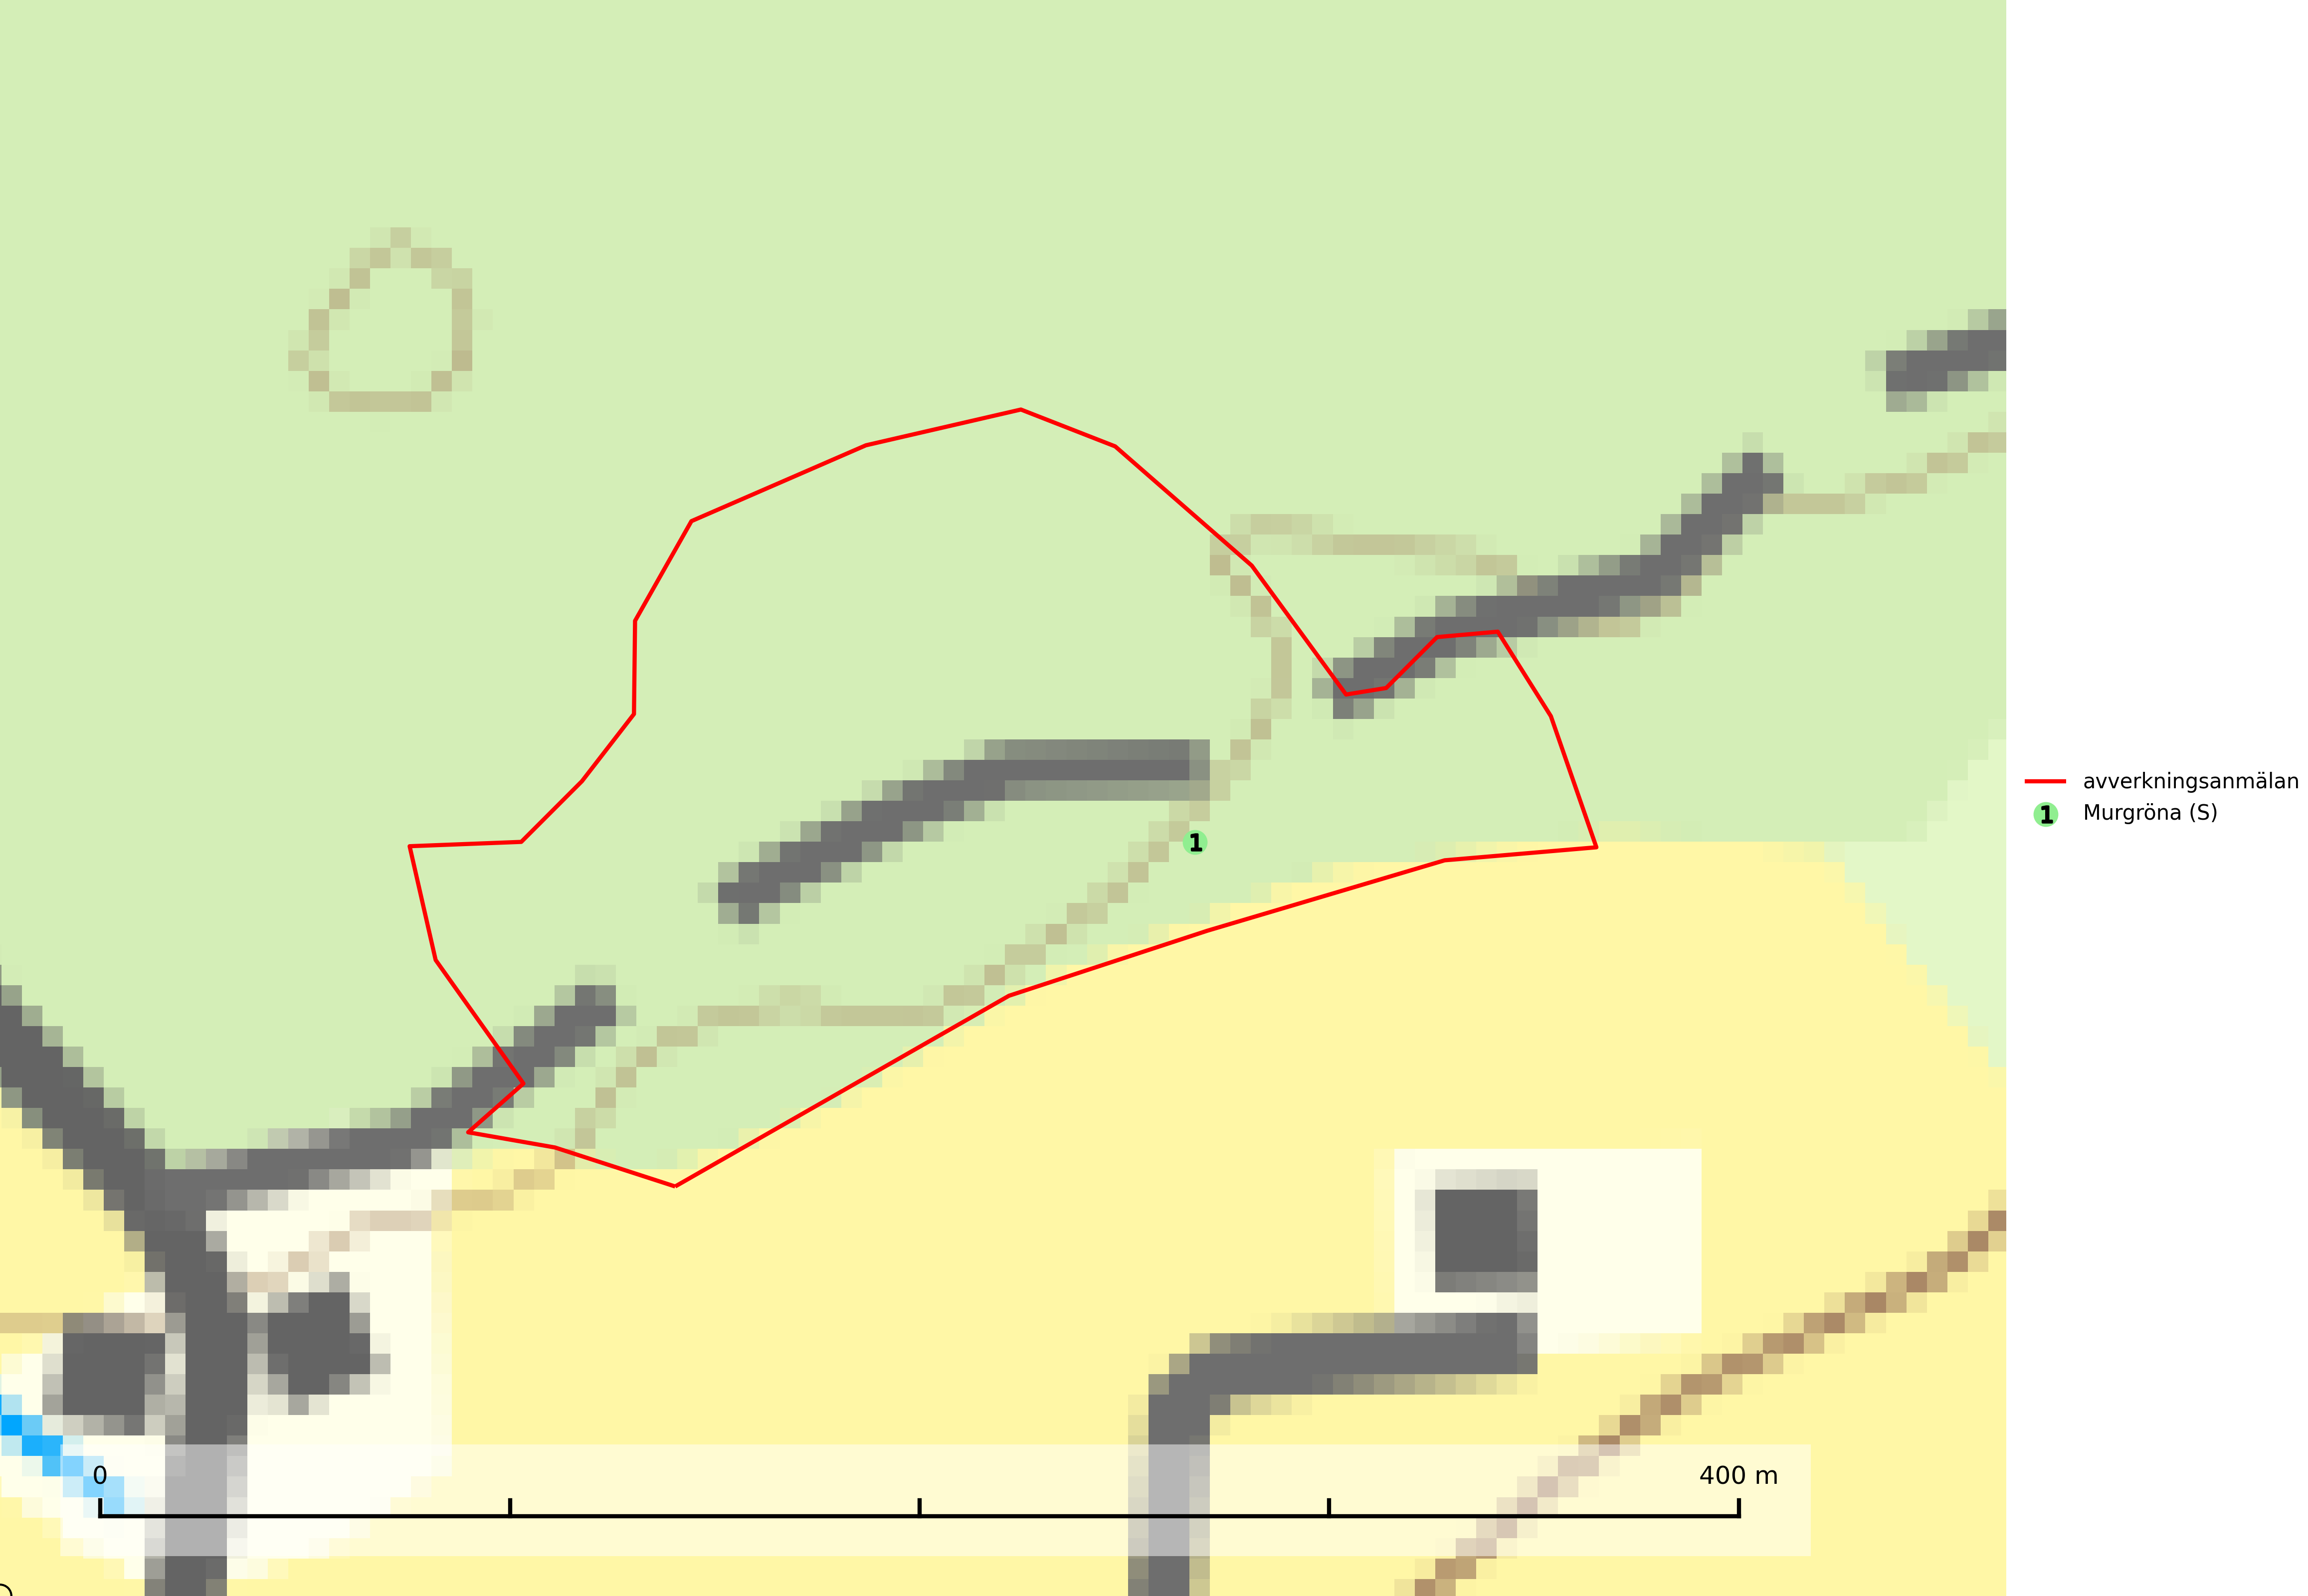 1
avverkningsanmälan
1 Murgröna (S)
0 400 m